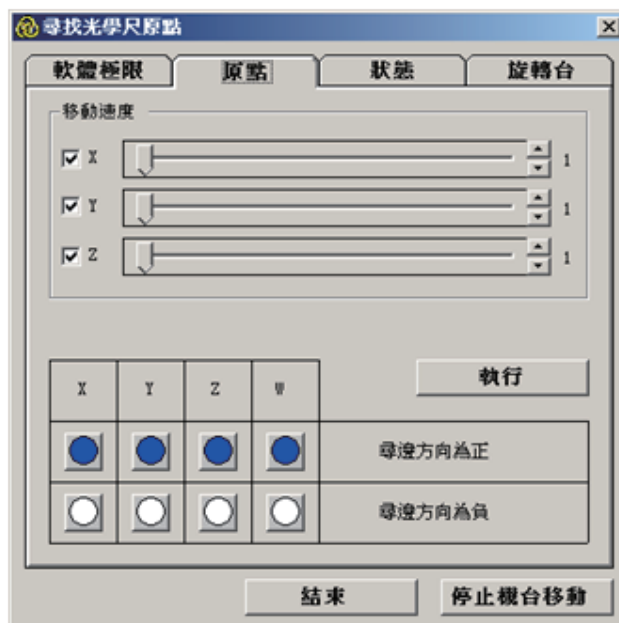 尋找光學尺原點
軟體極限 原點 狀態 旋轉台
移動速度
X 1
Y 1
Z 1
執行
X Y Z W
尋邊方向為正
尋邊方向為負
結束 停止機台移動